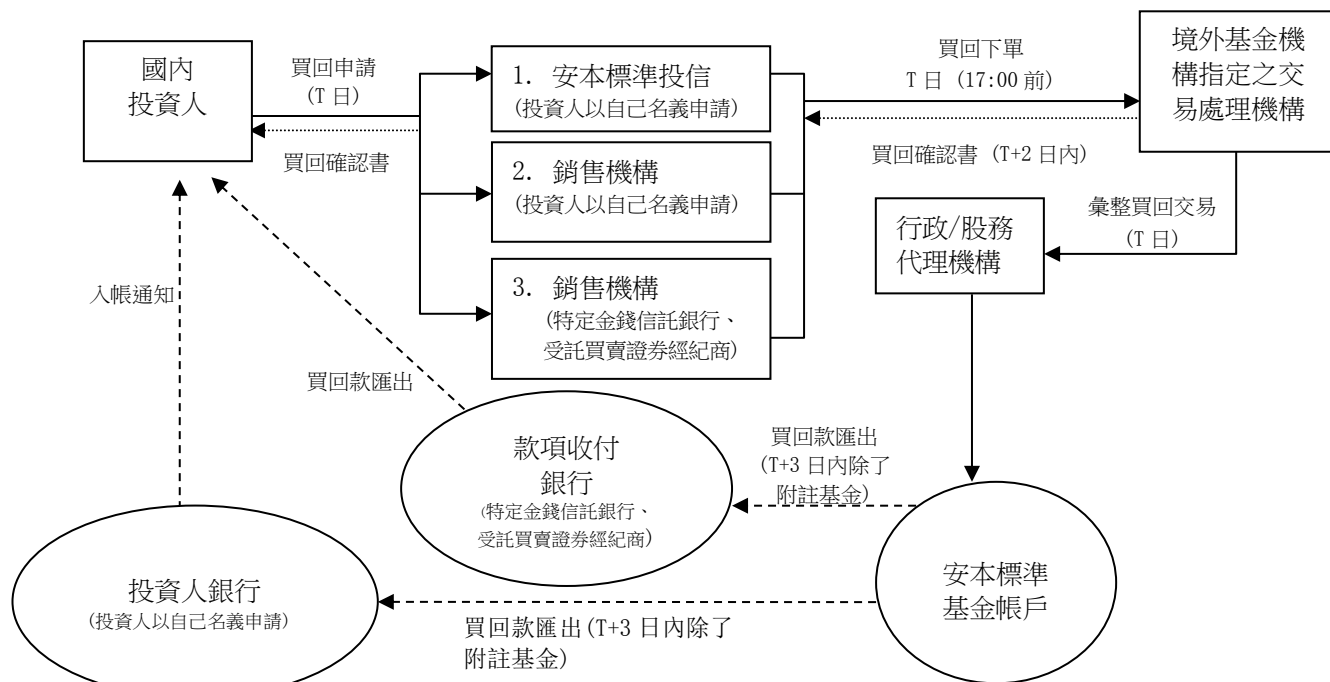 國內
投資人
買回申請
(T 日)
買回確認書
1. 安本標準投信
(投資人以自己名義申請)
2. 銷售機構
(投資人以自己名義申請)
3. 銷售機構
(特定金錢信託銀行、
受託買賣證券經紀商)
買回下單
T 日 (17:00 前)
買回確認書 (T+2 日內)
境外基金機
構指定之交
易處理機構
彙整買回交易
(T 日)
行政/股務
代理機構
入帳通知
買回款匯出
款項收付
銀行
(特定金錢信託銀行、
受託買賣證券經紀商)
買回款匯出
(T+3 日內除了
附註基金)
安本標準
基金帳戶
投資人銀行
(投資人以自己名義申請)
買回款匯出(T+3 日內除了
附註基金)